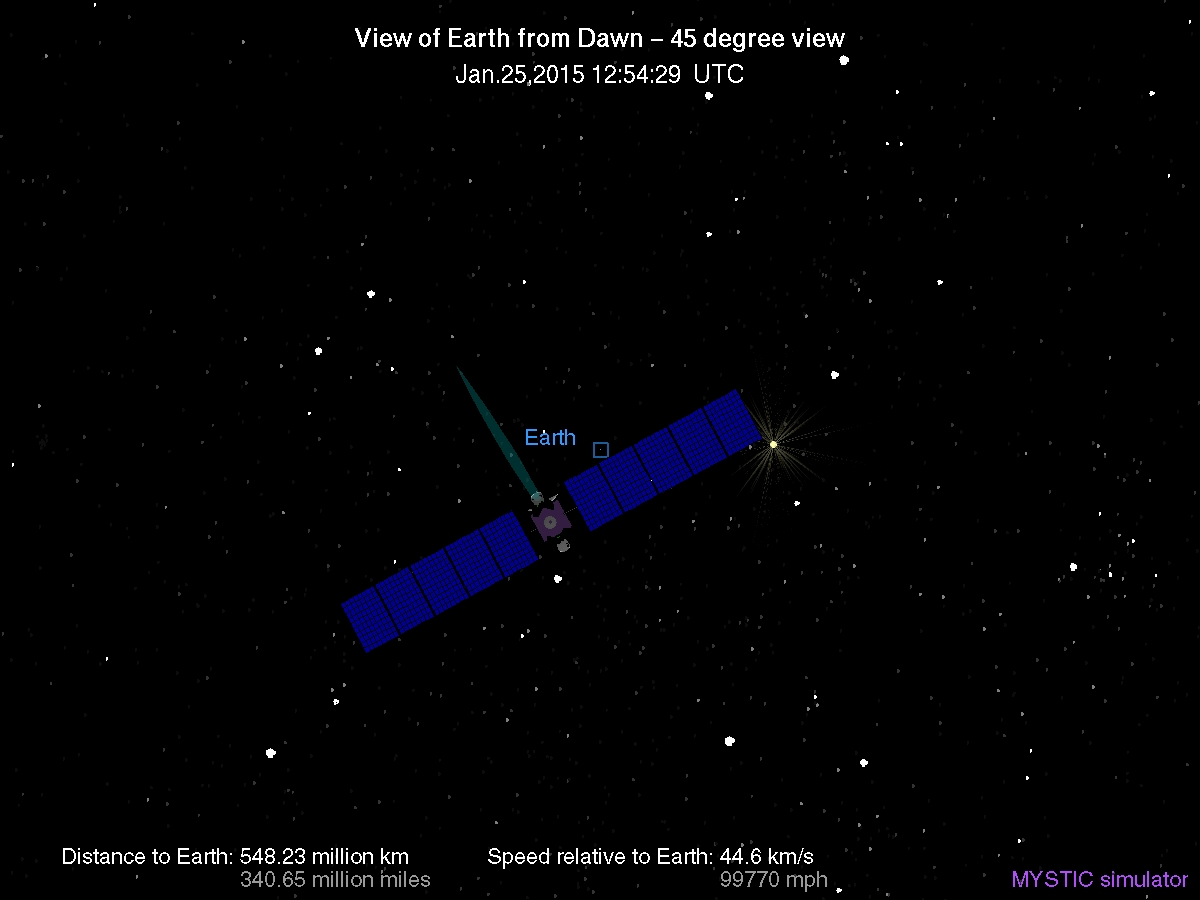 View of Earth from Dawn – 45 degree view
Jan.25,2015 12:54:29 UTC
Earth
Distance to Earth: 548.23 million km
340.65 million miles
Speed relative to Earth: 44.6 km/s
99770 mph
MYSTIC simulator